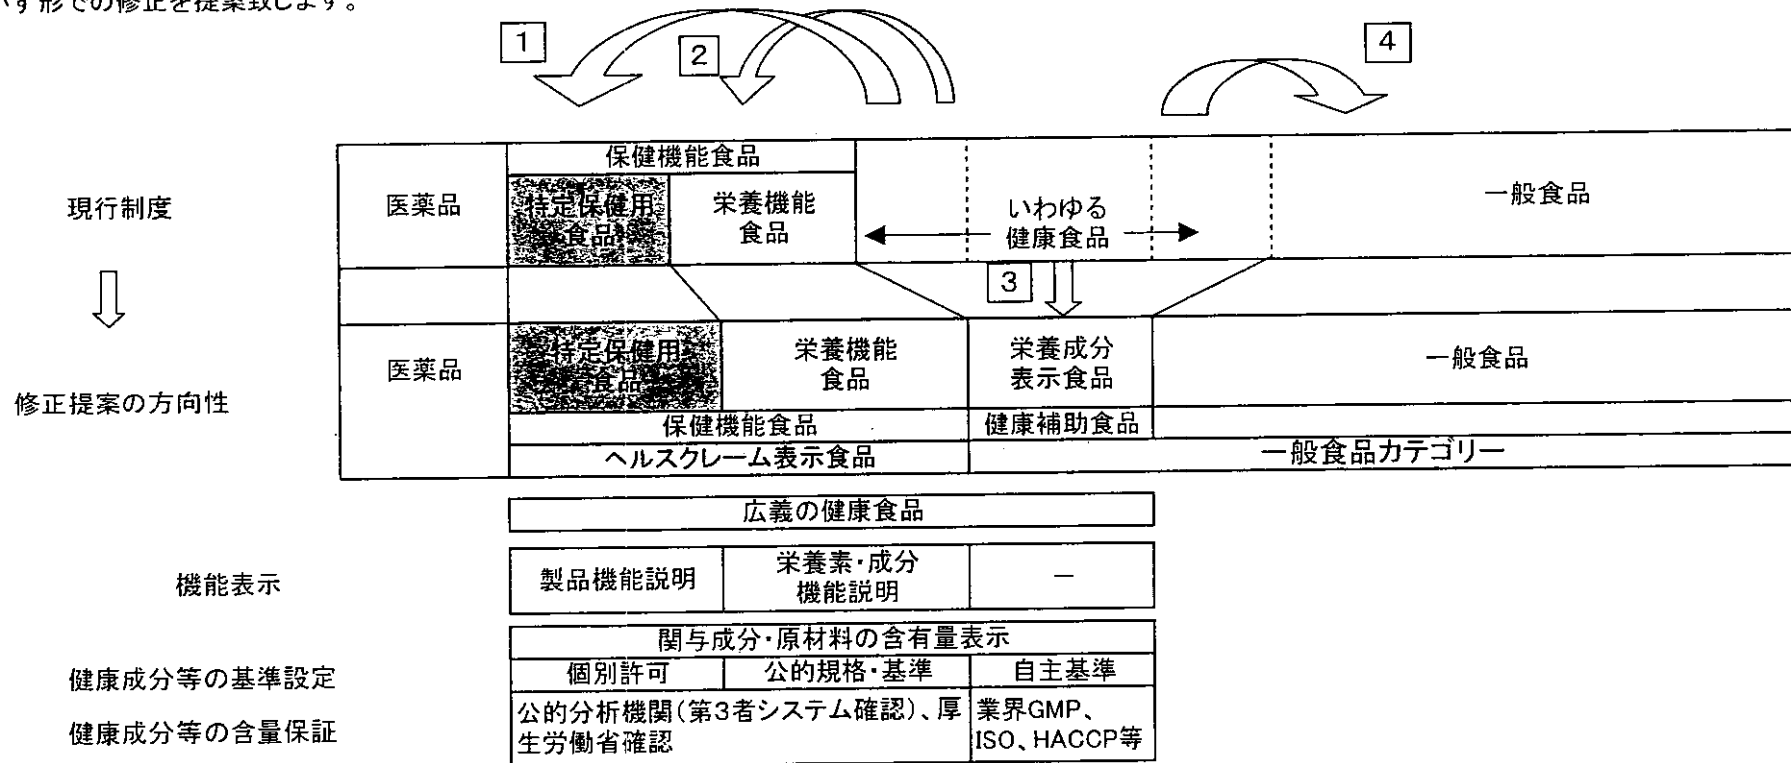 す形での修正を提案致します。
1
2
4
保健機能食品
現行制度
医薬品
特定保健用
食品
栄養機能
食品
いわゆる
健康食品
一般食品
3
修正提案の方向性
医薬品
特定保健用
食品
栄養機能
食品
栄養成分
表示食品
一般食品
保健機能食品
健康補助食品
ヘルスクレーム表示食品
一般食品カテゴリー
広義の健康食品
機能表示
製品機能説明
栄養素・成分
機能説明
－
関与成分・原材料の含有量表示
健康成分等の基準設定
個別許可
公的規格・基準
自主基準
健康成分等の含量保証
公的分析機関(第3者システム確認)、厚
生労働省確認
業界GMP、
ISO、HACCP等